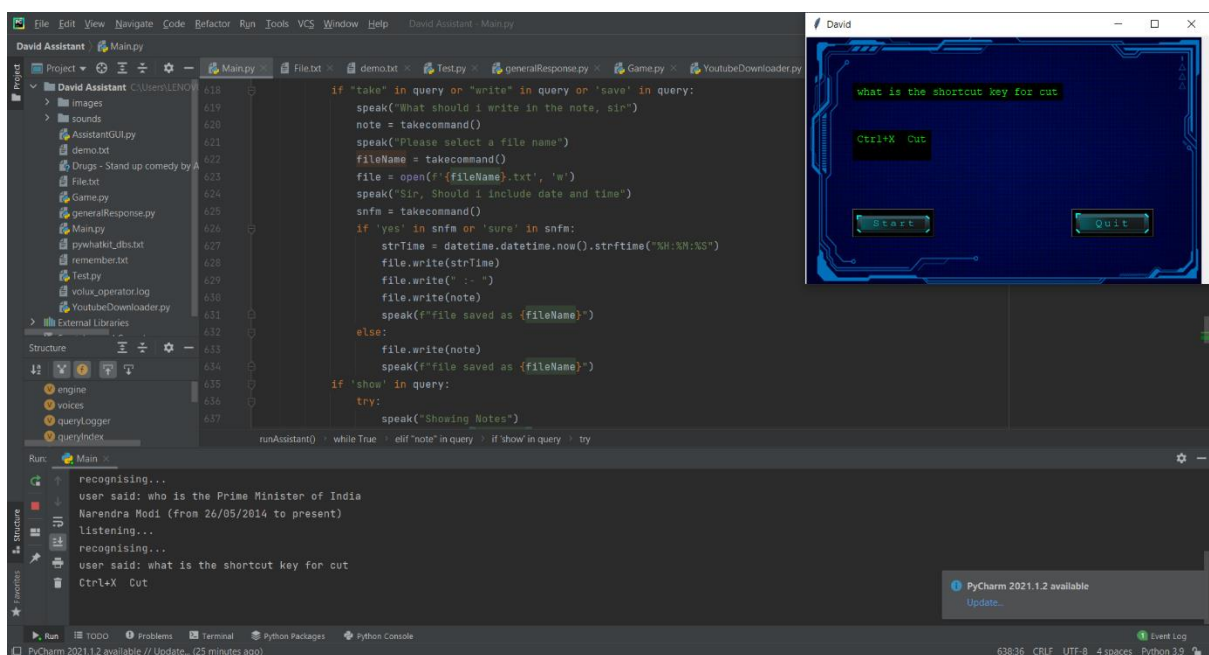 File Edit View Navigate Code Refactor Run Tools VCS Window Help David Assistant - Main.py
David Assistant Main.py
Project
Main.py File.txt demo.txt Test.py generalResponse.py Game.py YoutubeDownloader.py
David Assistant
images
sounds
AssistantGUI.py
demo.txt
Drugs - Stand up comedy by
File.txt
Game.py
generalResponse.py
Main.py
pywhatkit_dbs.txt
remember.txt
Test.py
volux_operator.log
YoutubeDownloader.py
External Libraries
Structure
engine
voices
queryLogger
queryIndex
618 if "take" in query or "write" in query or 'save' in query:
619 speak("What should i write in the note, sir")
620 note = takecommand()
621 speak("Please select a file name")
622 fileName = takecommand()
623 file = open(f'{fileName}.txt', 'w')
624 speak("Sir, Should i include date and time")
625 snfm = takecommand()
626 if 'yes' in snfm or 'sure' in snfm:
627 strTime = datetime.datetime.now().strftime("%H:%M:%S")
628 file.write(strTime)
629 file.write(" :- ")
630 file.write(note)
631 speak(f"file saved as {fileName}")
632 else:
633 file.write(note)
634 speak(f"file saved as {fileName}")
635 if 'show' in query:
636 try:
637 speak("Showing Notes")
runAssistant() while True elif "note" in query if 'show' in query try
David
what is the shortcut key for cut
Ctrl+X Cut
Start Quit
Run: Main
recognising...
user said: who is the Prime Minister of India
Narendra Modi (from 26/05/2014 to present)
listening...
recognising...
user said: what is the shortcut key for cut
Ctrl+X Cut
Project
Structure
Favorites
PyCharm 2021.1.2 available
Update...
Run TODO Problems Terminal Python Packages Python Console 1 Event Log
PyCharm 2021.1.2 available // Update... (25 minutes ago) 638:36 CRLF UTF-8 4 spaces Python 3.9